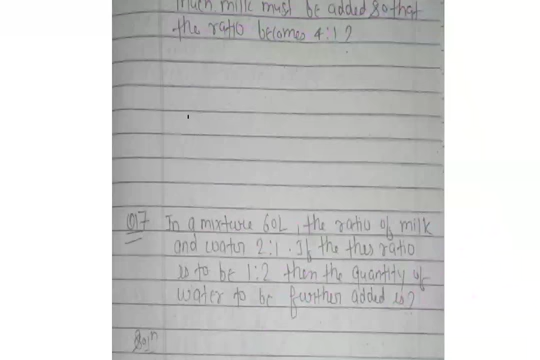 much milk must be added so that
the ratio becomes 4:1?
Q17 In a mixture 60L, the ratio of milk
and water 2:1. If the this ratio
is to be 1:2 then the quantity of
water to be further added is?
Solⁿ